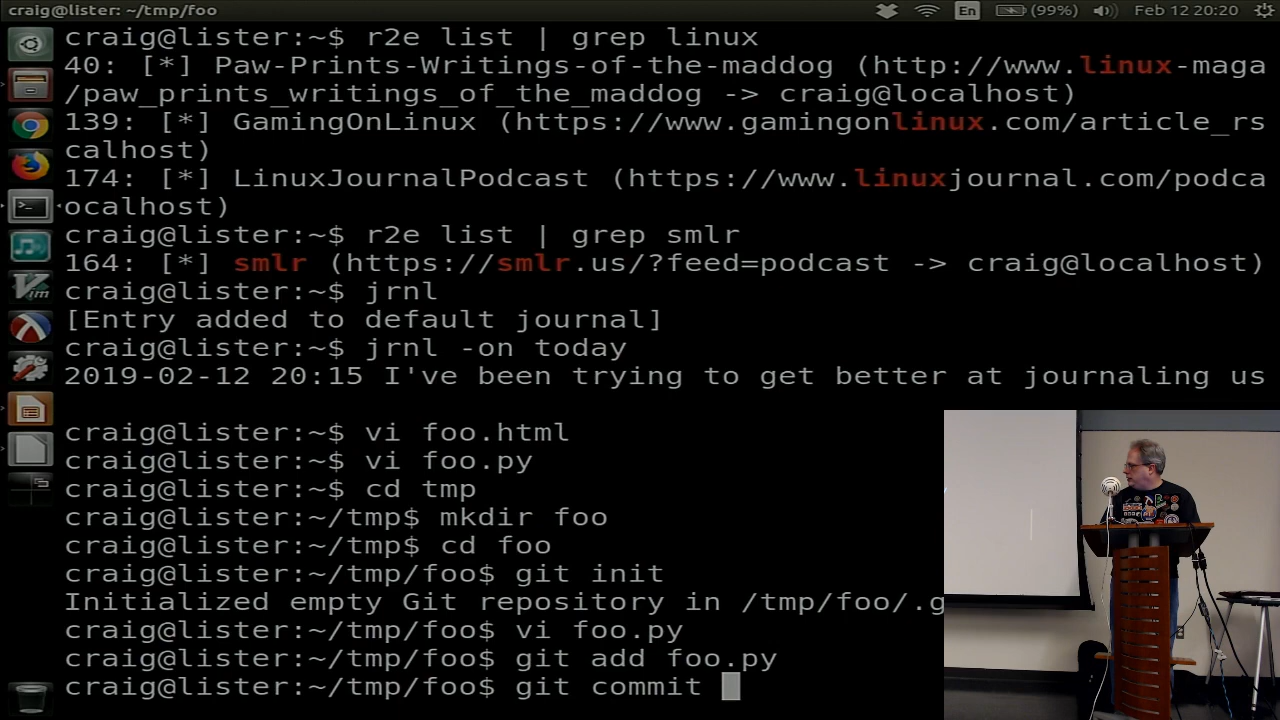 craig@lister: ~/tmp/foo
En
(99%)
Feb 12 20:20
craig@lister:~$ r2e list | grep linux
40: [*] Paw-Prints-Writings-of-the-maddog (http://www.linux-maga
/paw_prints_writings_of_the_maddog -> craig@localhost)
139: [*] GamingOnLinux (https://www.gamingonlinux.com/article_rs
calhost)
174: [*] LinuxJournalPodcast (https://www.linuxjournal.com/podca
ocalhost)
craig@lister:~$ r2e list | grep smlr
164: [*] smlr (https://smlr.us/?feed=podcast -> craig@localhost)
craig@lister:~$ jrnl
[Entry added to default journal]
craig@lister:~$ jrnl -on today
2019-02-12 20:15 I've been trying to get better at journaling us
craig@lister:~$ vi foo.html
craig@lister:~$ vi foo.py
craig@lister:~$ cd tmp
craig@lister:~/tmp$ mkdir foo
craig@lister:~/tmp$ cd foo
craig@lister:~/tmp/foo$ git init
Initialized empty Git repository in /tmp/foo/.g
craig@lister:~/tmp/foo$ vi foo.py
craig@lister:~/tmp/foo$ git add foo.py
craig@lister:~/tmp/foo$ git commit